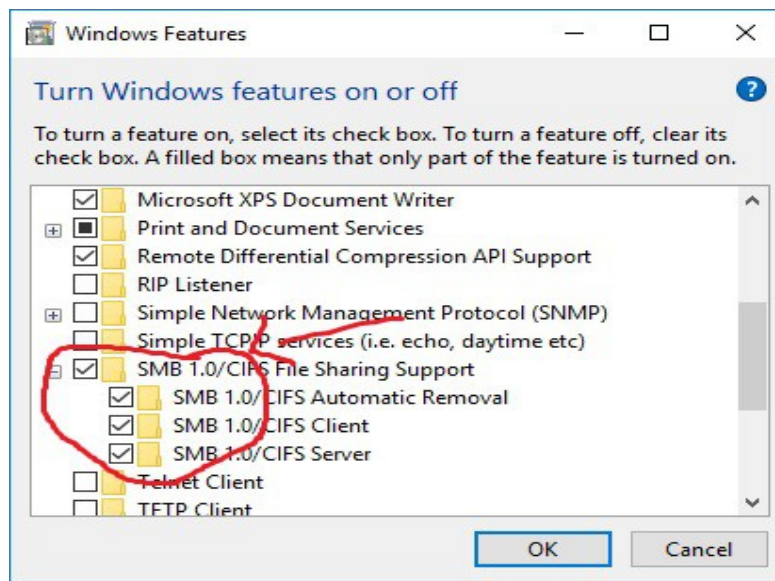 Windows Features
Turn Windows features on or off
To turn a feature on, select its check box. To turn a feature off, clear its
check box. A filled box means that only part of the feature is turned on.
Microsoft XPS Document Writer
Print and Document Services
Remote Differential Compression API Support
RIP Listener
Simple Network Management Protocol (SNMP)
Simple TCPIP services (i.e. echo, daytime etc)
SMB 1.0/CIFS File Sharing Support
SMB 1.0/CIFS Automatic Removal
SMB 1.0/CIFS Client
SMB 1.0/CIFS Server
Telnet Client
TFTP Client
OK
Cancel